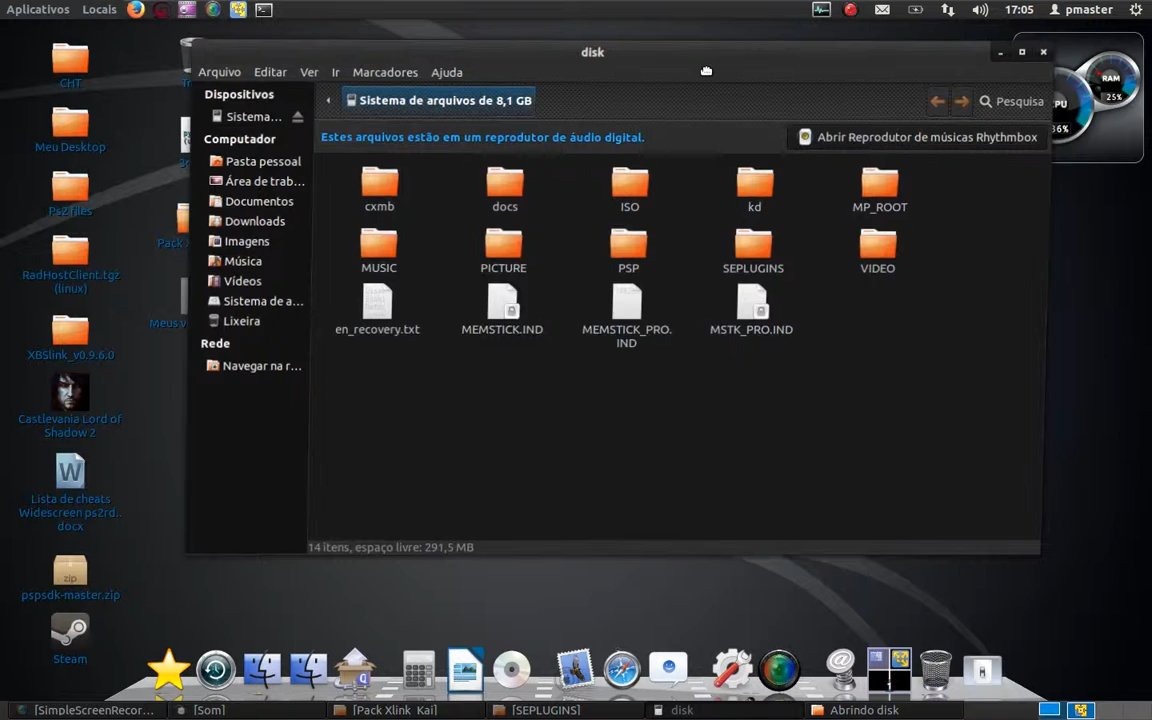 Aplicativos Locais
17:05 pmaster
CHT
Meu Desktop
Ps2 files
RadHostClient.tgz
(linux)
XBSlink_v0.9.6.0
Castlevania Lord of
Shadow 2
Lista de cheats
Widescreen ps2rd..
.docx
pspsdk-master.zip
Steam
Pack X
Meus v
disk
Arquivo Editar Ver Ir Marcadores Ajuda
Dispositivos
Sistema...
Computador
Pasta pessoal
Área de trab...
Documentos
Downloads
Imagens
Música
Vídeos
Sistema de a...
Lixeira
Rede
Navegar na r...
Sistema de arquivos de 8,1 GB
Pesquisa
Estes arquivos estão em um reprodutor de áudio digital.
Abrir Reprodutor de músicas Rhythmbox
cxmb docs ISO kd MP_ROOT
MUSIC PICTURE PSP SEPLUGINS VIDEO
en_recovery.txt MEMSTICK.IND MEMSTICK_PRO.
IND MSTK_PRO.IND
14 itens, espaço livre: 291,5 MB
RAM
25%
CPU
36%
[SimpleScreenRecor... [Som] [Pack Xlink Kai] [SEPLUGINS] disk Abrindo disk